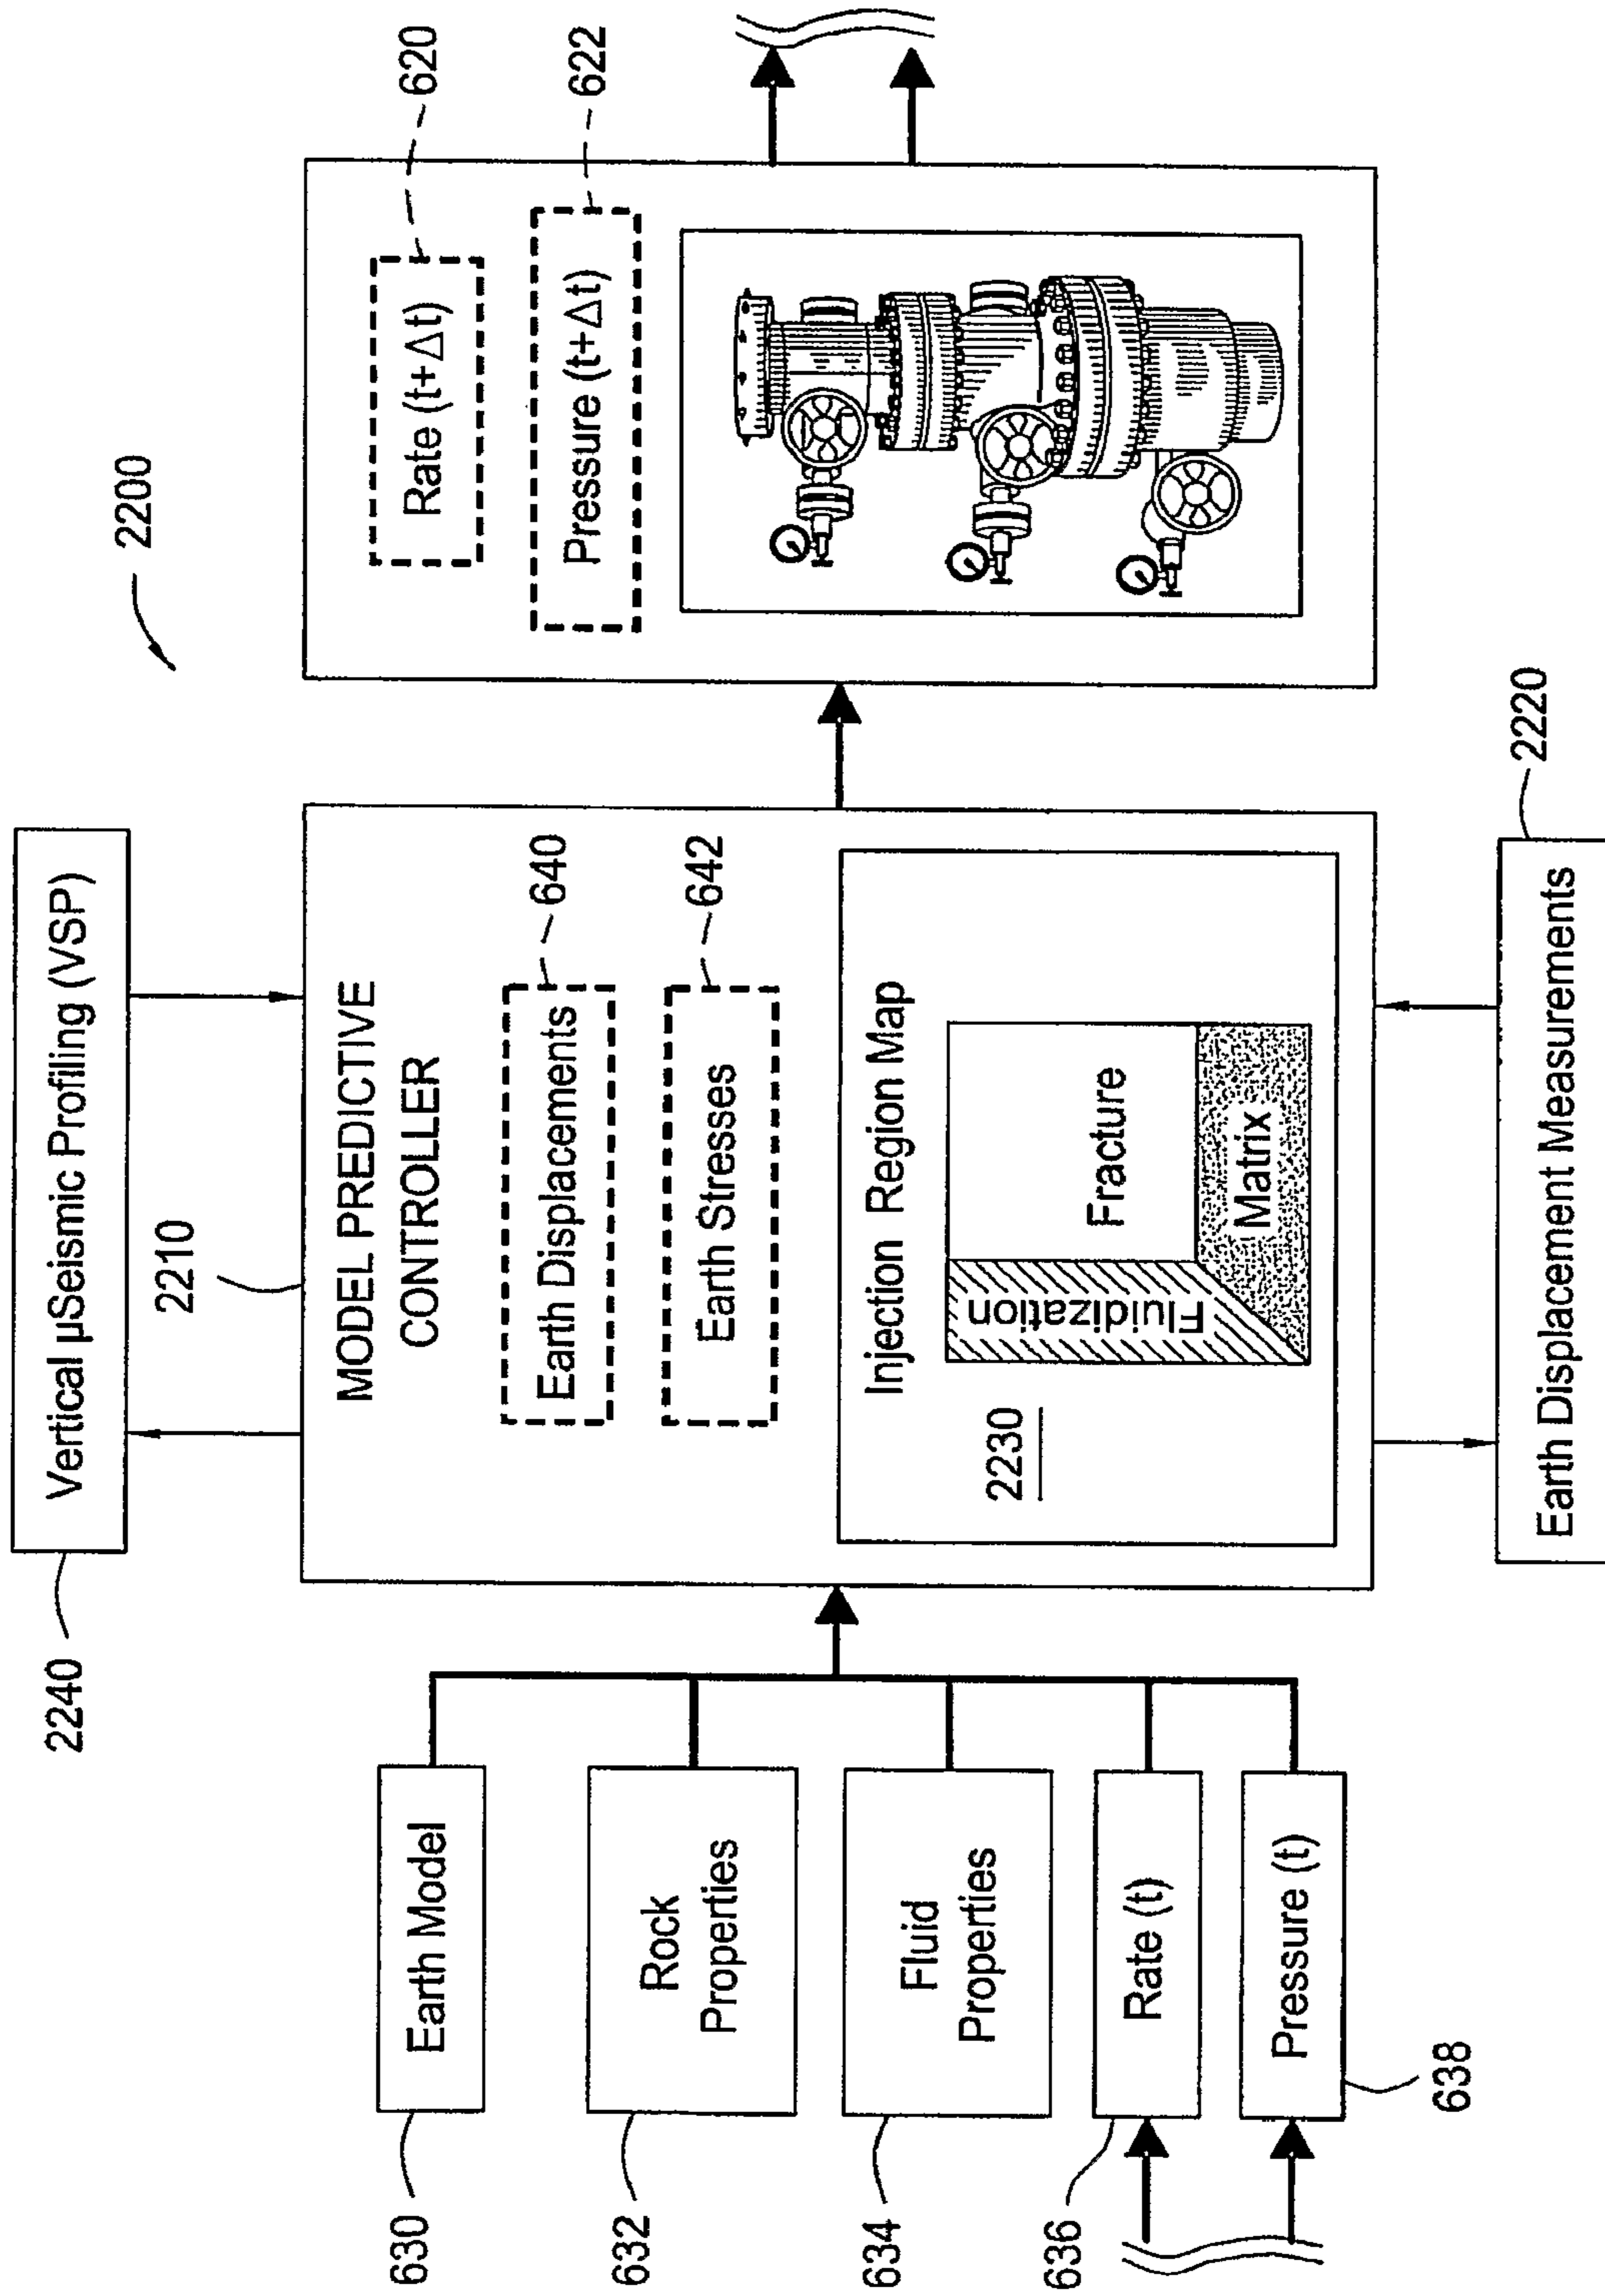 2200
2240
Vertical µSeismic Profiling (VSP)
630
Earth Model
632
Rock
Properties
634
Fluid
Properties
636
Rate (t)
638
Pressure (t)
2210
MODEL PREDICTIVE
CONTROLLER
Earth Displacements
640
Earth Stresses
642
Injection Region Map
2230
Fluidization
Fracture
Matrix
Earth Displacement Measurements
2220
Rate (t+Δt)
620
Pressure (t+Δt)
622